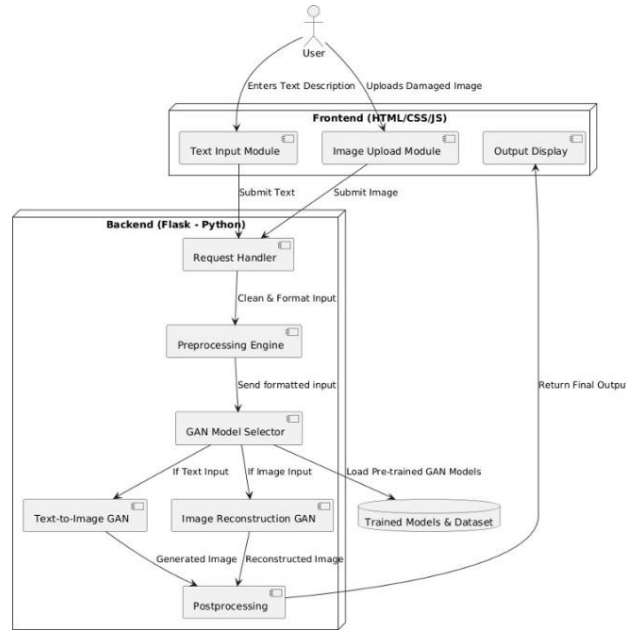 User
Enters Text Description
Uploads Damaged Image
Frontend (HTML/CSS/JS)
Text Input Module
Image Upload Module
Output Display
Submit Text
Submit Image
Backend (Flask - Python)
Request Handler
Clean & Format Input
Preprocessing Engine
Send formatted input
Return Final Output
GAN Model Selector
If Text Input
If Image Input
Load Pre-trained GAN Models
Text-to-Image GAN
Image Reconstruction GAN
Trained Models & Dataset
Generated Image
Reconstructed Image
Postprocessing